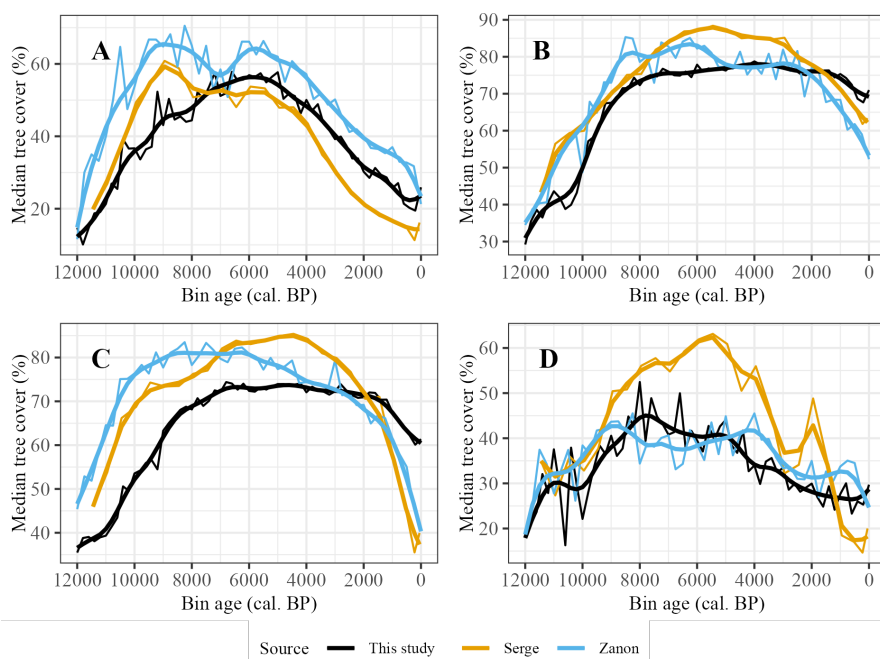 A
Median tree cover (%)
60
40
20
12000 10000 8000 6000 4000 2000 0
Bin age (cal. BP)
B
Median tree cover (%)
90
80
70
60
50
40
30
12000 10000 8000 6000 4000 2000 0
Bin age (cal. BP)
C
Median tree cover (%)
80
70
60
50
40
12000 10000 8000 6000 4000 2000 0
Bin age (cal. BP)
D
Median tree cover (%)
60
50
40
30
20
12000 10000 8000 6000 4000 2000 0
Bin age (cal. BP)
Source This study Serge Zanon